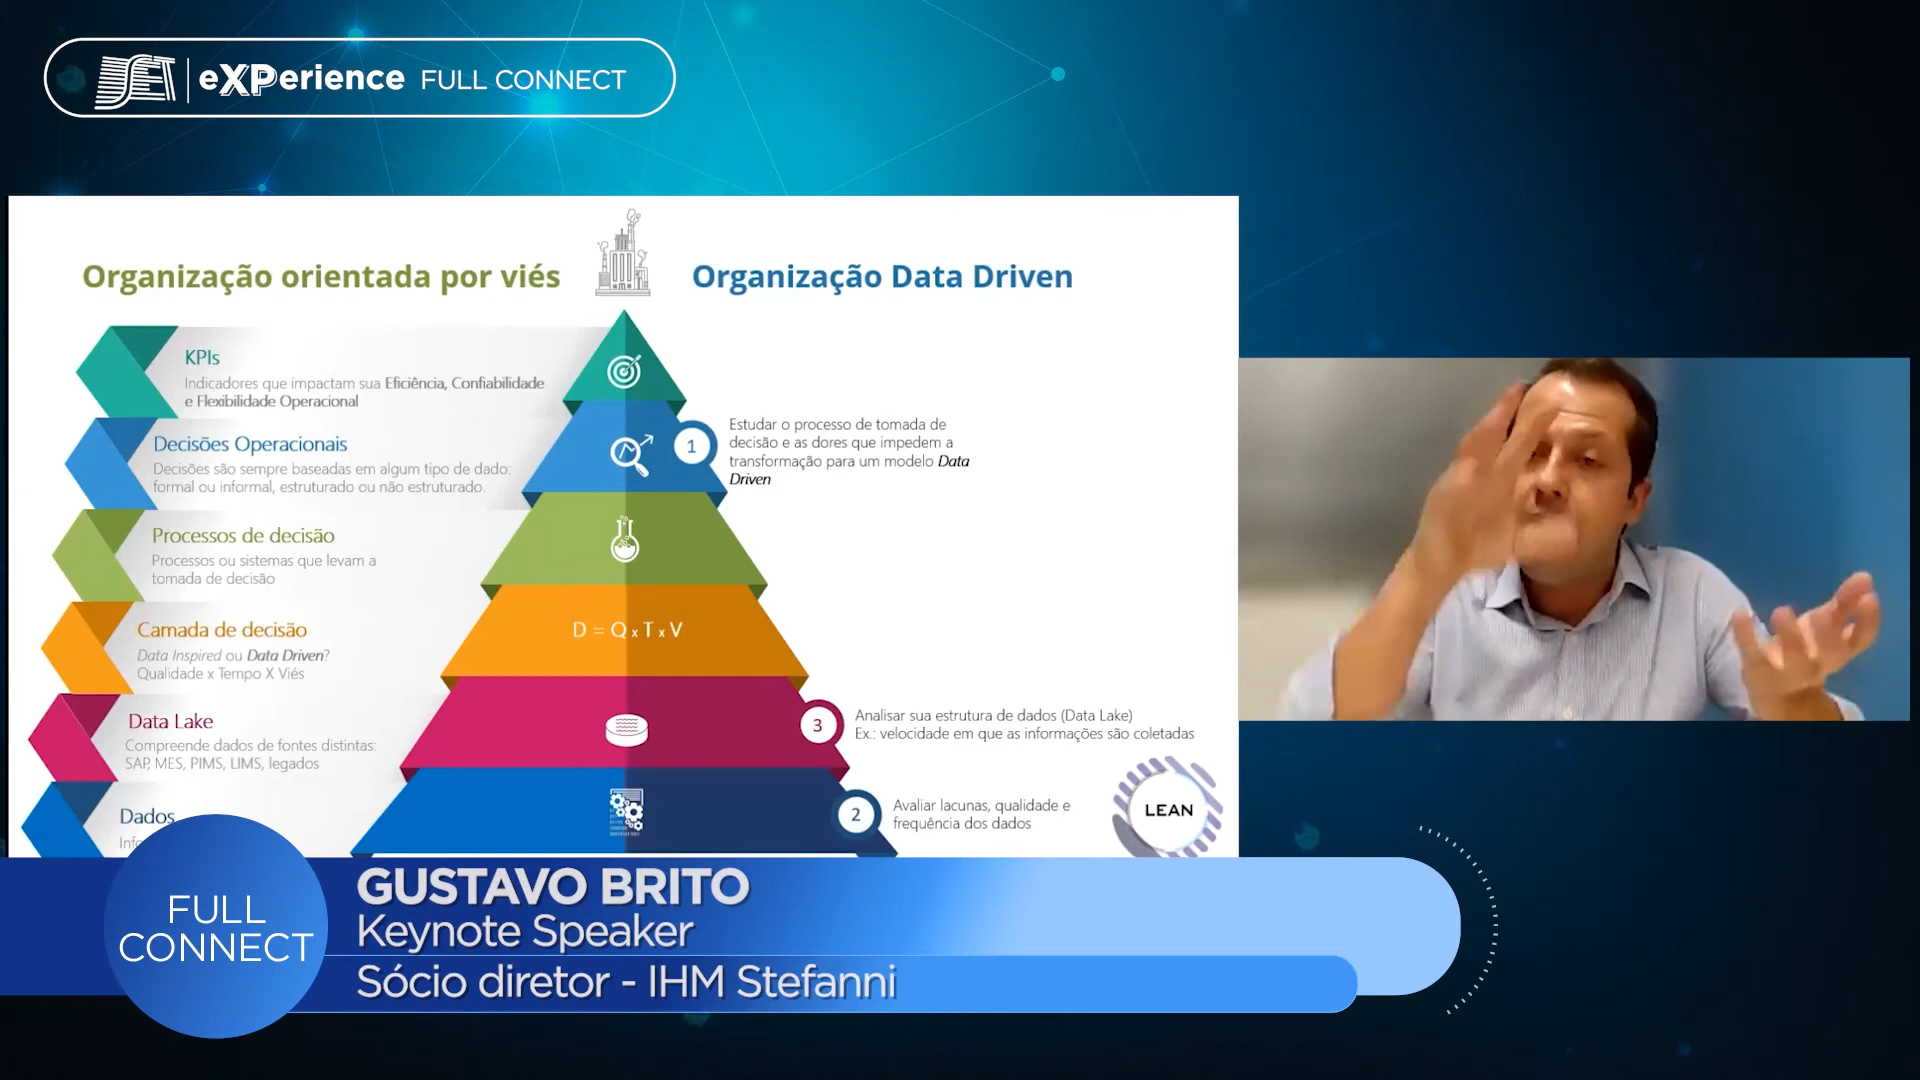 SET eXPerience FULL CONNECT
Organização orientada por viés
Organização Data Driven
KPIs
Indicadores que impactam sua Eficiência, Confiabilidade
e Flexibilidade Operacional
Decisões Operacionais
Decisões são sempre baseadas em algum tipo de dado:
formal ou informal, estruturado ou não estruturado.
1
Estudar o processo de tomada de
decisão e as dores que impedem a
transformação para um modelo Data
Driven
Processos de decisão
Processos ou sistemas que levam a
tomada de decisão
Camada de decisão
Data Inspired ou Data Driven?
Qualidade x Tempo X Viés
D = Q x T x V
Data Lake
Compreende dados de fontes distintas:
SAP, MES, PIMS, LIMS, legados
3
Analisar sua estrutura de dados (Data Lake)
Ex.: velocidade em que as informações são coletadas
Dados
2
Avaliar lacunas, qualidade e
frequência dos dados
LEAN
FULL
CONNECT
GUSTAVO BRITO
Keynote Speaker
Sócio diretor - IHM Stefanni